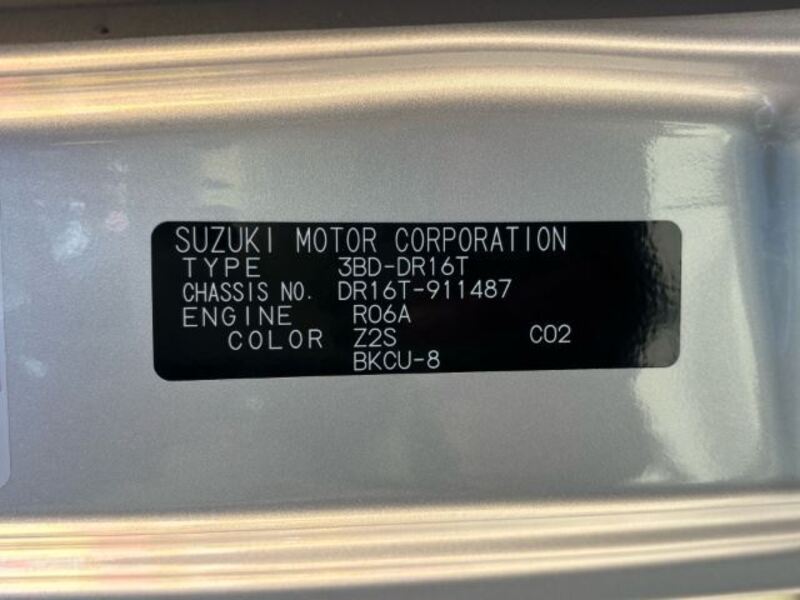 SUZUKI MOTOR CORPORATION
TYPE 3BD-DR16T
CHASSIS NO. DR16T-911487
ENGINE R06A
COLOR Z2S C02
BKCU-8